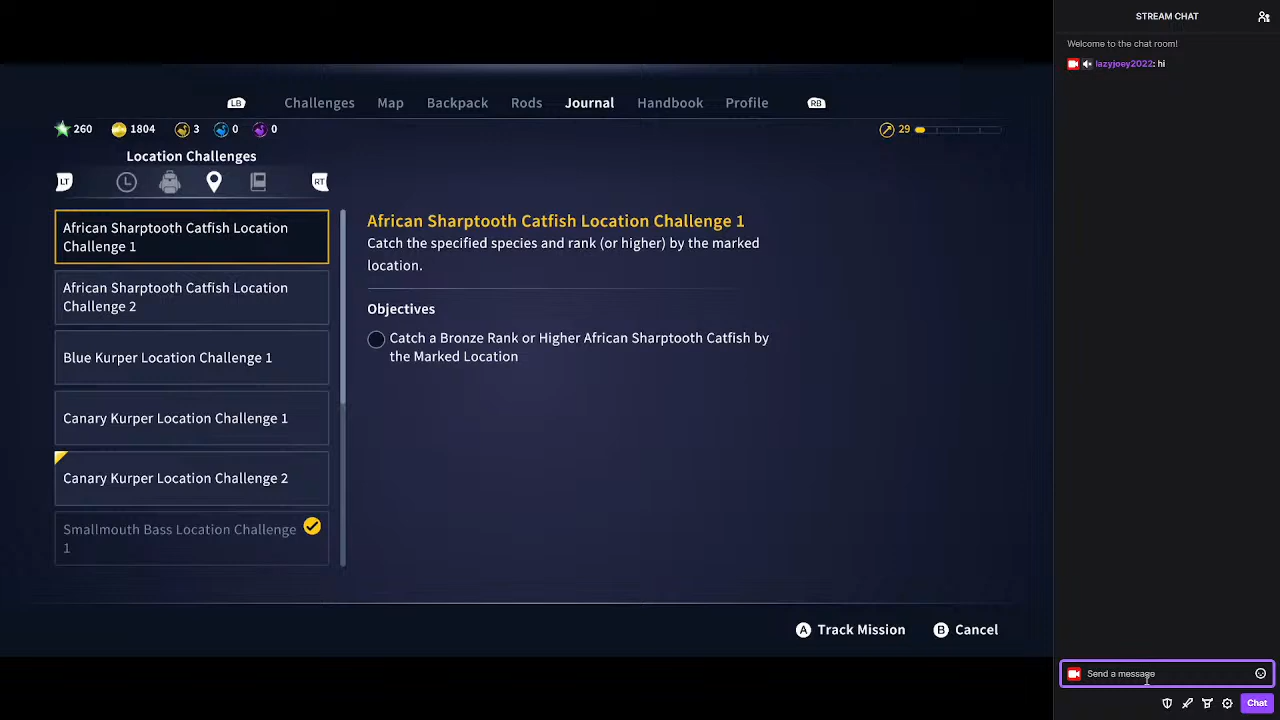 LB Challenges Map Backpack Rods Journal Handbook Profile RB
260 1804 3 0 0 29
Location Challenges
LT RT
African Sharptooth Catfish Location
Challenge 1
African Sharptooth Catfish Location
Challenge 2
Blue Kurper Location Challenge 1
Canary Kurper Location Challenge 1
Canary Kurper Location Challenge 2
Smallmouth Bass Location Challenge
1
African Sharptooth Catfish Location Challenge 1
Catch the specified species and rank (or higher) by the marked
location.
Objectives
Catch a Bronze Rank or Higher African Sharptooth Catfish by
the Marked Location
A Track Mission B Cancel
STREAM CHAT
Welcome to the chat room!
lazyjoey2022: hi
Send a message
Chat